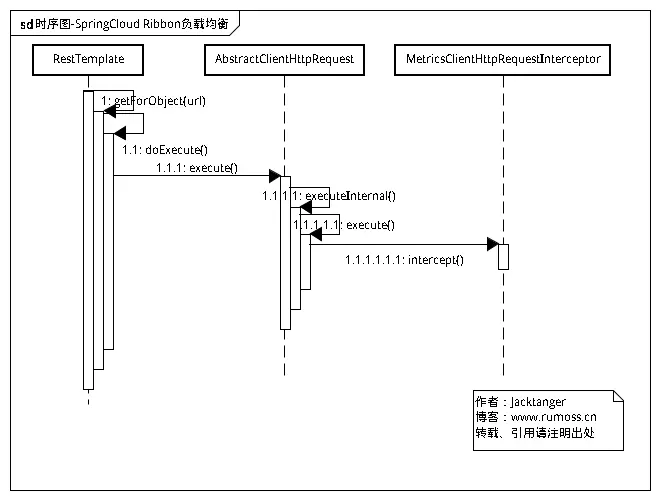 sd 时序图-SpringCloud Ribbon负载均衡
RestTemplate
AbstractClientHttpRequest
MetricsClientHttpRequestInterceptor
1: getForObject(url)
1.1: doExecute()
1.1.1: execute()
1.1.1.1: executeInternal()
1.1.1.1.1: execute()
1.1.1.1.1.1: intercept()
作者：Jacktanger
博客：www.rumoss.cn
转载、引用请注明出处